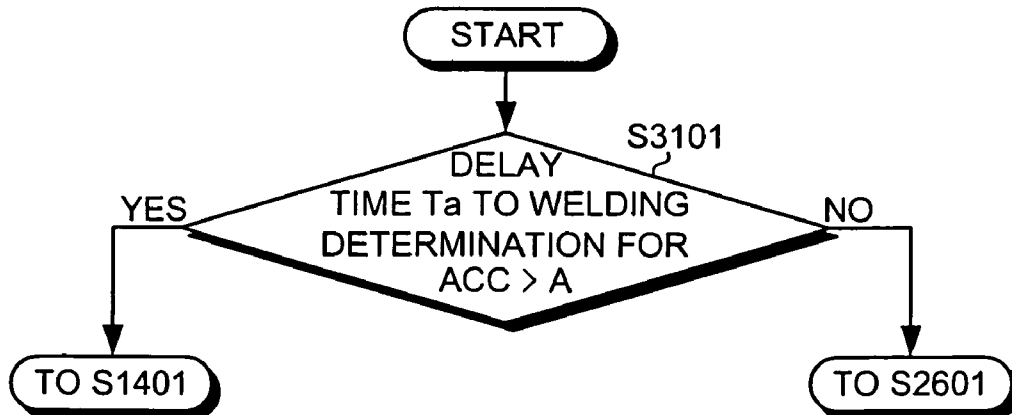 START
S3101
DELAY
TIME Ta TO WELDING
DETERMINATION FOR
ACC > A
YES
NO
TO S1401
TO S2601